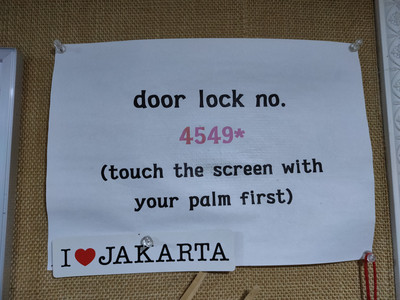 door lock no.
4549*
(touch the screen with
your palm first)
I❤JAKARTA